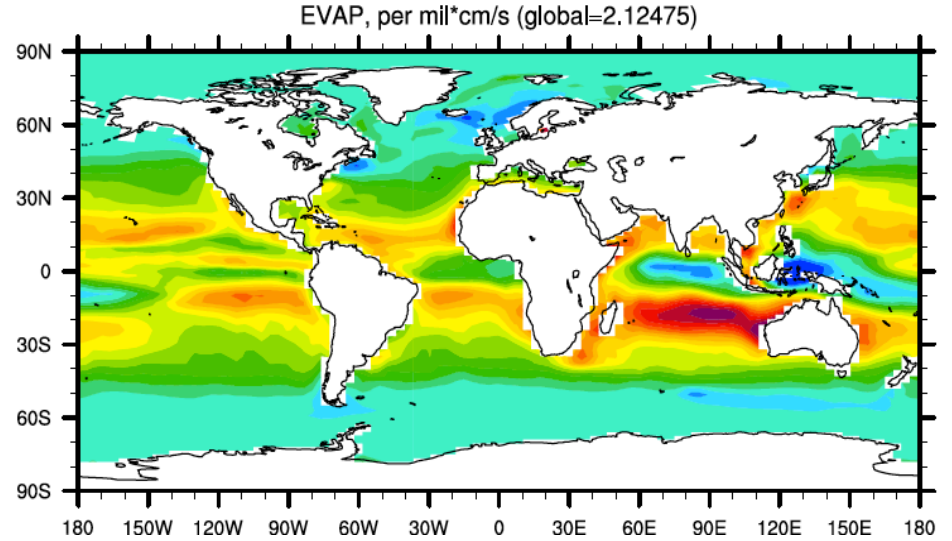 EVAP, per mil*cm/s (global=2.12475)
90N
60N
30N
0
30S
60S
90S
180 150W 120W 90W 60W 30W 0 30E 60E 90E 120E 150E 180